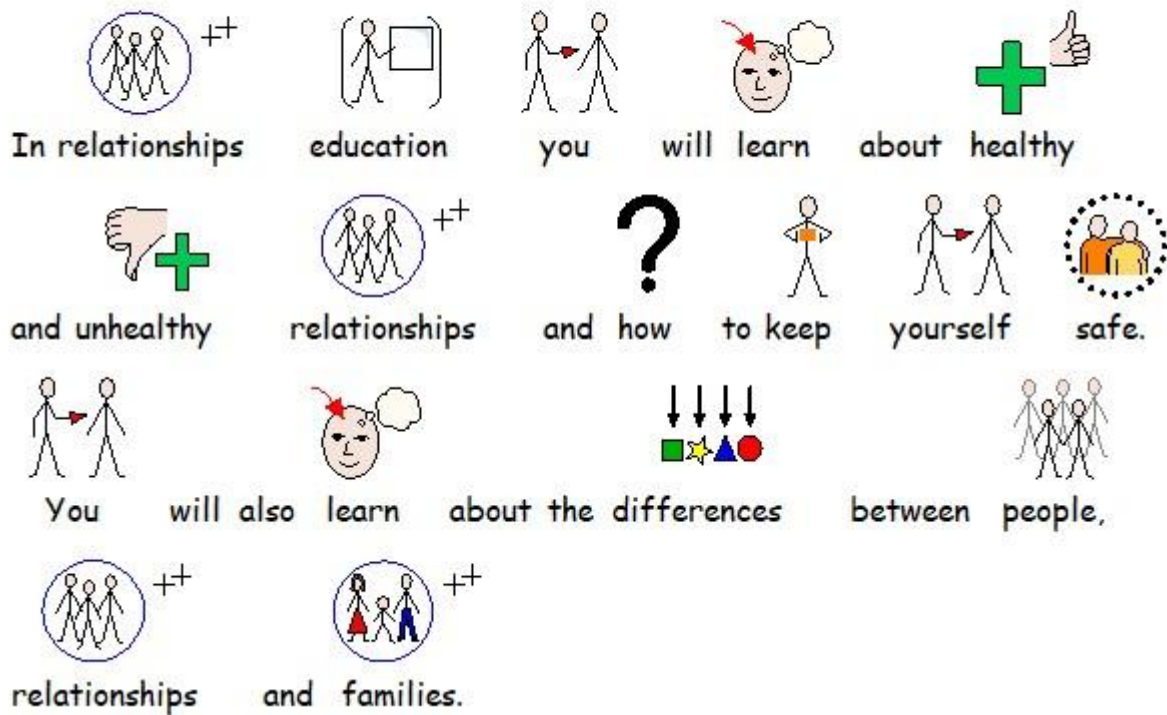 In relationships education you will learn about healthy
and unhealthy relationships and how to keep yourself safe.
You will also learn about the differences between people,
relationships and families.